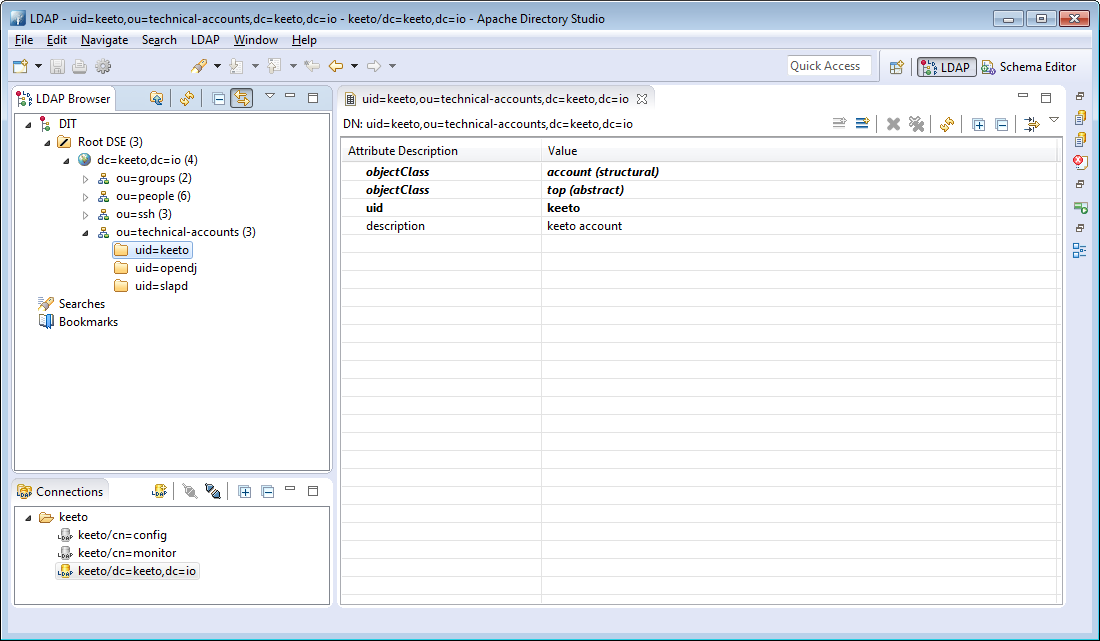 LDAP - uid=keeto,ou=technical-accounts,dc=keeto,dc=io - keeto/dc=keeto,dc=io - Apache Directory Studio
File Edit Navigate Search LDAP Window Help
Quick Access LDAP Schema Editor
LDAP Browser
DIT
Root DSE (3)
dc=keeto,dc=io (4)
ou=groups (2)
ou=people (6)
ou=ssh (3)
ou=technical-accounts (3)
uid=keeto
uid=opendj
uid=slapd
Searches
Bookmarks
Connections
keeto
keeto/cn=config
keeto/cn=monitor
keeto/dc=keeto,dc=io
uid=keeto,ou=technical-accounts,dc=keeto,dc=io
DN: uid=keeto,ou=technical-accounts,dc=keeto,dc=io
Attribute Description Value
objectClass account (structural)
objectClass top (abstract)
uid keeto
description keeto account